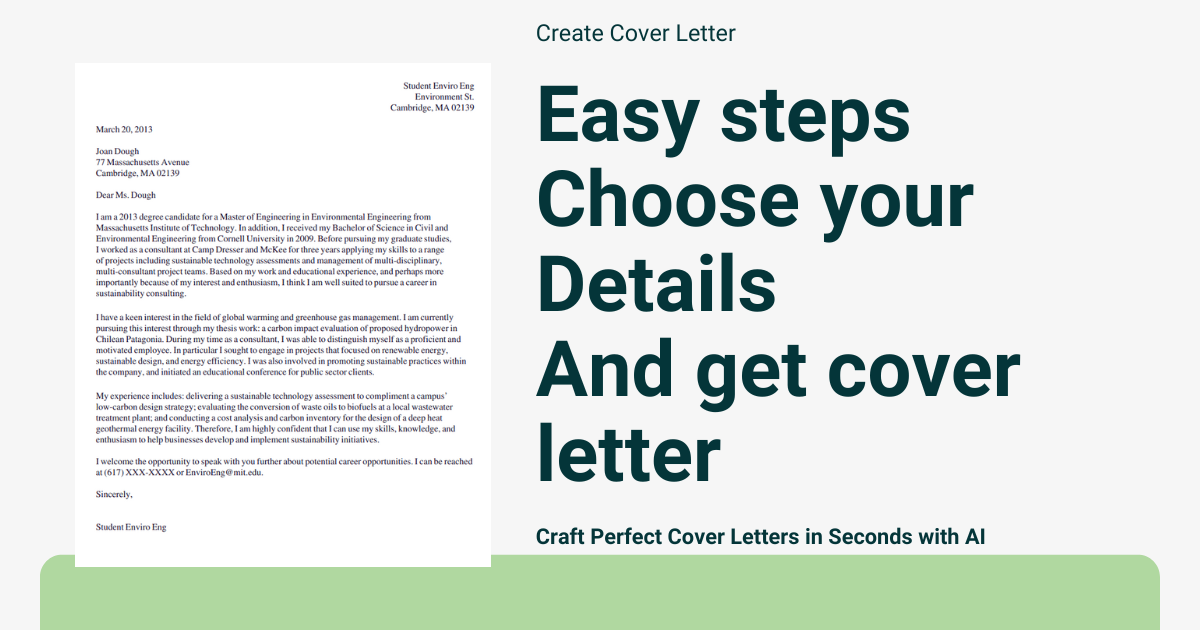 Create Cover Letter
Easy steps
Choose your
Details
And get cover
letter
Craft Perfect Cover Letters in Seconds with AI
Student Enviro Eng
Environment St.
Cambridge, MA 02139
March 20, 2013
Joan Dough
77 Massachusetts Avenue
Cambridge, MA 02139
Dear Ms. Dough
I am a 2013 degree candidate for a Master of Engineering in Environmental Engineering from
Massachusetts Institute of Technology. In addition, I received my Bachelor of Science in Civil and
Environmental Engineering from Cornell University in 2009. Before pursuing my graduate studies,
I worked as a consultant at Camp Dresser and McKee for three years applying my skills to a range
of projects including sustainable technology assessments and management of multi-disciplinary,
multi-consultant project teams. Based on my work and educational experience, and perhaps more
importantly because of my interest and enthusiasm, I think I am well suited to pursue a career in
sustainability consulting.
I have a keen interest in the field of global warming and greenhouse gas management. I am currently
pursuing this interest through my thesis work: a carbon impact evaluation of proposed hydropower in
Chilean Patagonia. During my time as a consultant, I was able to distinguish myself as a proficient and
motivated employee. In particular I sought to engage in projects that focused on renewable energy,
sustainable design, and energy efficiency. I was also involved in promoting sustainable practices within
the company, and initiated an educational conference for public sector clients.
My experience includes: delivering a sustainable technology assessment to compliment a campus'
low-carbon design strategy; evaluating the conversion of waste oils to biofuels at a local wastewater
treatment plant; and conducting a cost analysis and carbon inventory for the design of a deep heat
geothermal energy facility. Therefore, I am highly confident that I can use my skills, knowledge, and
enthusiasm to help businesses develop and implement sustainability initiatives.
I welcome the opportunity to speak with you further about potential career opportunities. I can be reached
at (617) XXX-XXXX or EnviroEng@mit.edu.
Sincerely,
Student Enviro Eng